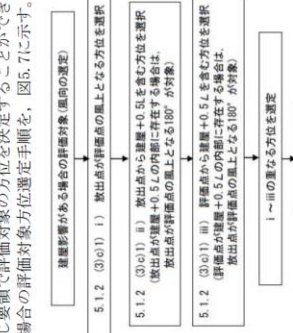 じ要領で評価対象の方位を決定することができ
場合の評価対象方位選定手順を，図5.7に示す。
建屋影響がある場合の評価対象(風向の選定)
5.1.2 (3)c)1) i) 放出点が評価点の風上となる方位を選択
5.1.2 (3)c)1) ii) 放出点から建屋+0.5Lを含む方位を選択
(放出点が建屋+0.5Lの内部に存在する場合は、
放出点が評価点の風上となる180°が対象)
5.1.2 (3)c)1) iii) 評価点から建屋+0.5Lを含む方位を選択
(評価点が建屋+0.5Lの内部に存在する場合は、
放出点が評価点の風上となる180°が対象)
i～iiiの重なる方位を選定